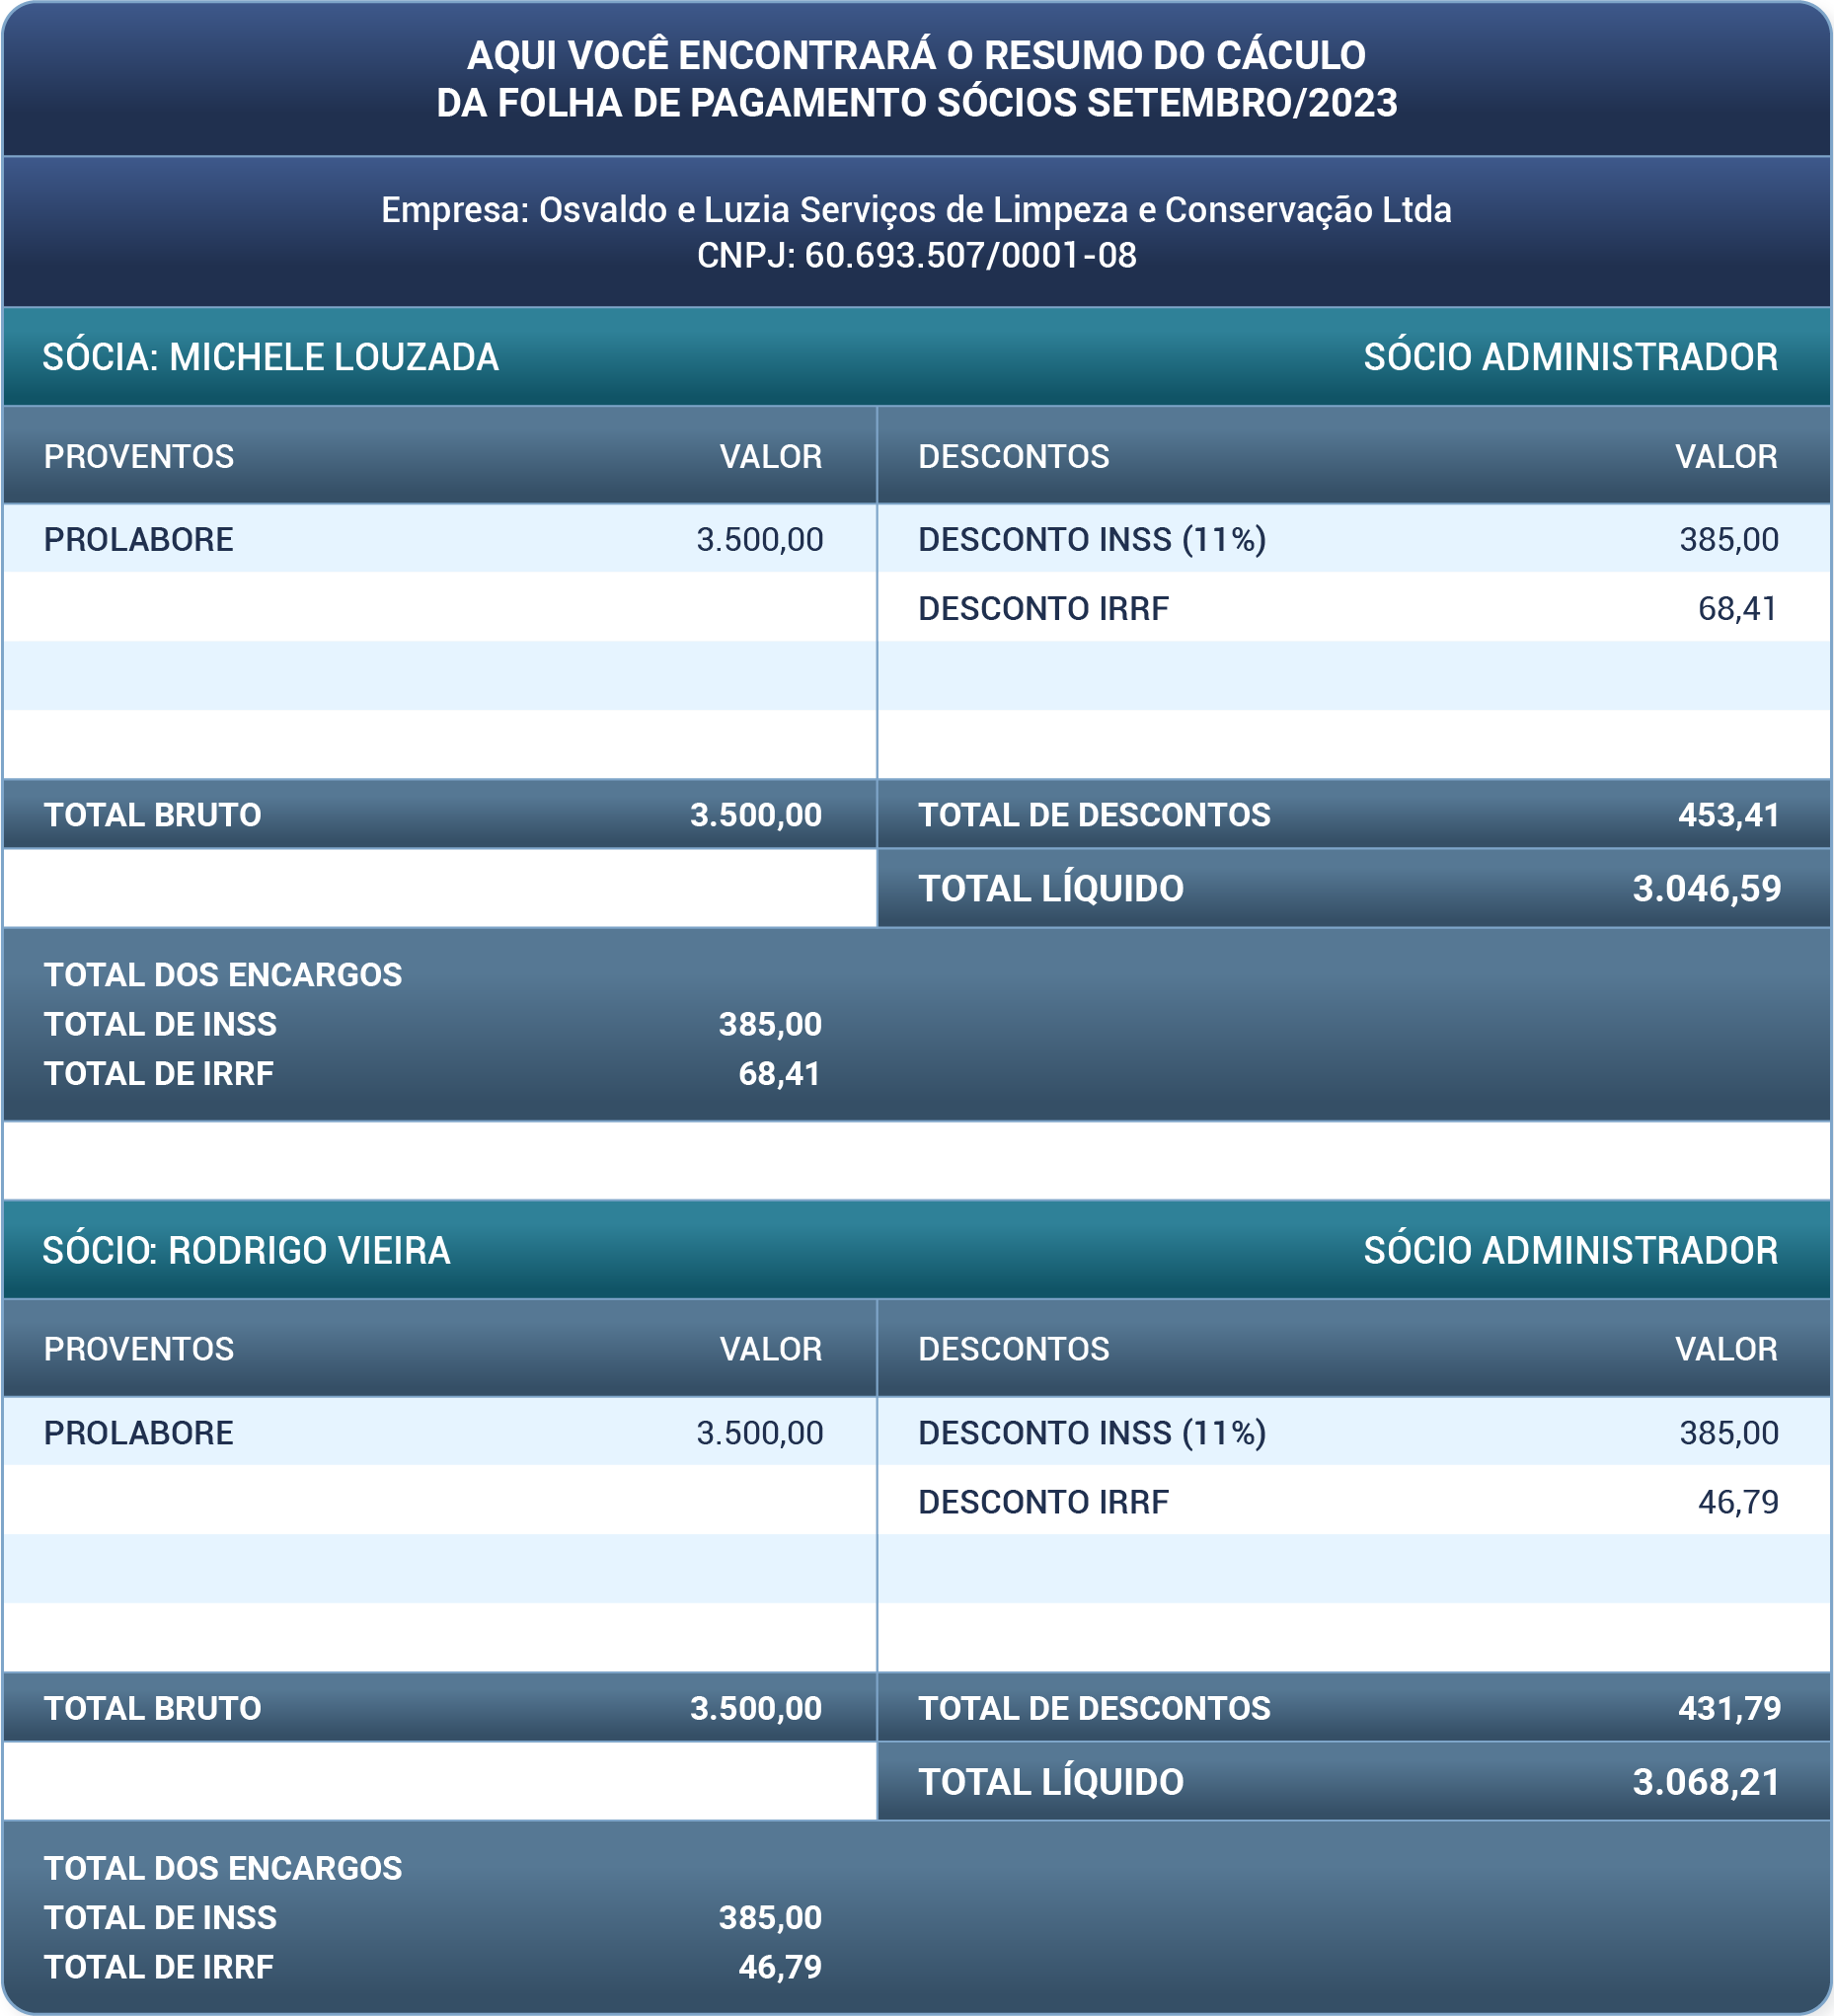 AQUI VOCÊ ENCONTRARÁ O RESUMO DO CÁCULO
DA FOLHA DE PAGAMENTO SÓCIOS SETEMBRO/2023
Empresa: Osvaldo e Luzia Serviços de Limpeza e Conservação Ltda
CNPJ: 60.693.507/0001-08
SÓCIA: MICHELE LOUZADA SÓCIO ADMINISTRADOR
PROVENTOS VALOR DESCONTOS VALOR
PROLABORE 3.500,00 DESCONTO INSS (11%) 385,00
DESCONTO IRRF 68,41
TOTAL BRUTO 3.500,00 TOTAL DE DESCONTOS 453,41
TOTAL LÍQUIDO 3.046,59
TOTAL DOS ENCARGOS
TOTAL DE INSS 385,00
TOTAL DE IRRF 68,41
SÓCIO: RODRIGO VIEIRA SÓCIO ADMINISTRADOR
PROVENTOS VALOR DESCONTOS VALOR
PROLABORE 3.500,00 DESCONTO INSS (11%) 385,00
DESCONTO IRRF 46,79
TOTAL BRUTO 3.500,00 TOTAL DE DESCONTOS 431,79
TOTAL LÍQUIDO 3.068,21
TOTAL DOS ENCARGOS
TOTAL DE INSS 385,00
TOTAL DE IRRF 46,79